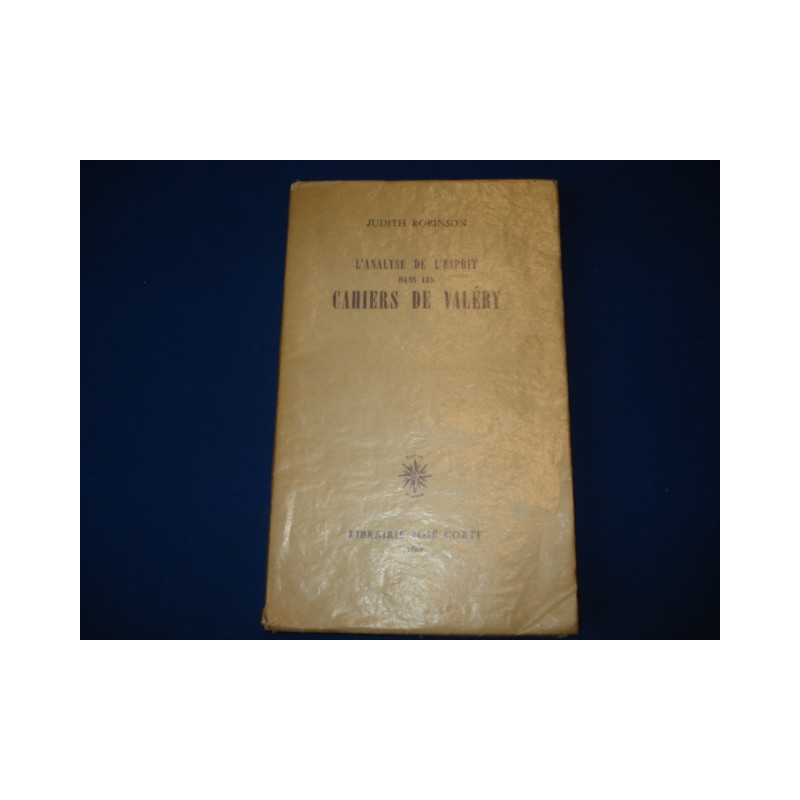 JUDITH ROBINSON
L'ANALYSE DE L'ESPRIT
DANS LES
CAHIERS DE VALÉRY
LIBRAIRIE JOSÉ CORTI